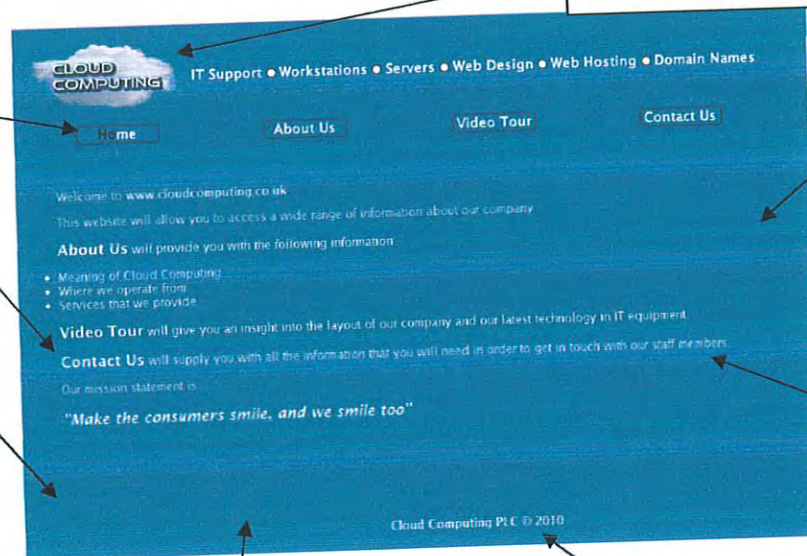 CLOUD
COMPUTING
IT Support • Workstations • Servers • Web Design • Web Hosting • Domain Names
Home
About Us
Video Tour
Contact Us
Welcome to www.cloudcomputing.co.uk
This website will allow you to access a wide range of information about our company
About Us will provide you with the following information
• Meaning of Cloud Computing
• Where we operate from
• Services that we provide
Video Tour will give you an insight into the layout of our company and our latest technology in IT equipment.
Contact Us will supply you with all the information that you will need in order to get in touch with our staff members.
Our mission statement is
"Make the consumers smile, and we smile too"
Cloud Computing PLC © 2010